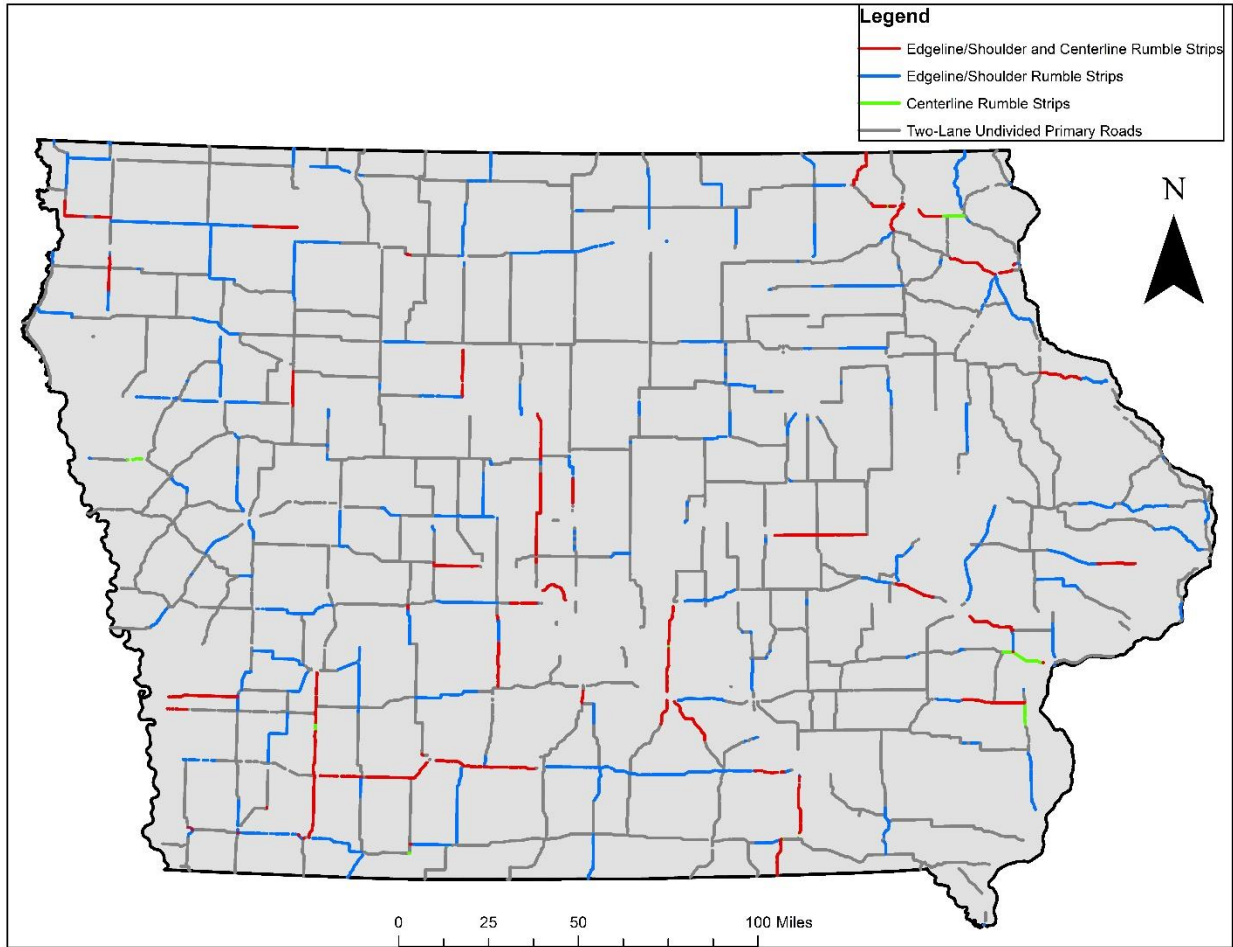 Legend
Edgeline/Shoulder and Centerline Rumble Strips
Edgeline/Shoulder Rumble Strips
Centerline Rumble Strips
Two-Lane Undivided Primary Roads
N
0 25 50 100 Miles